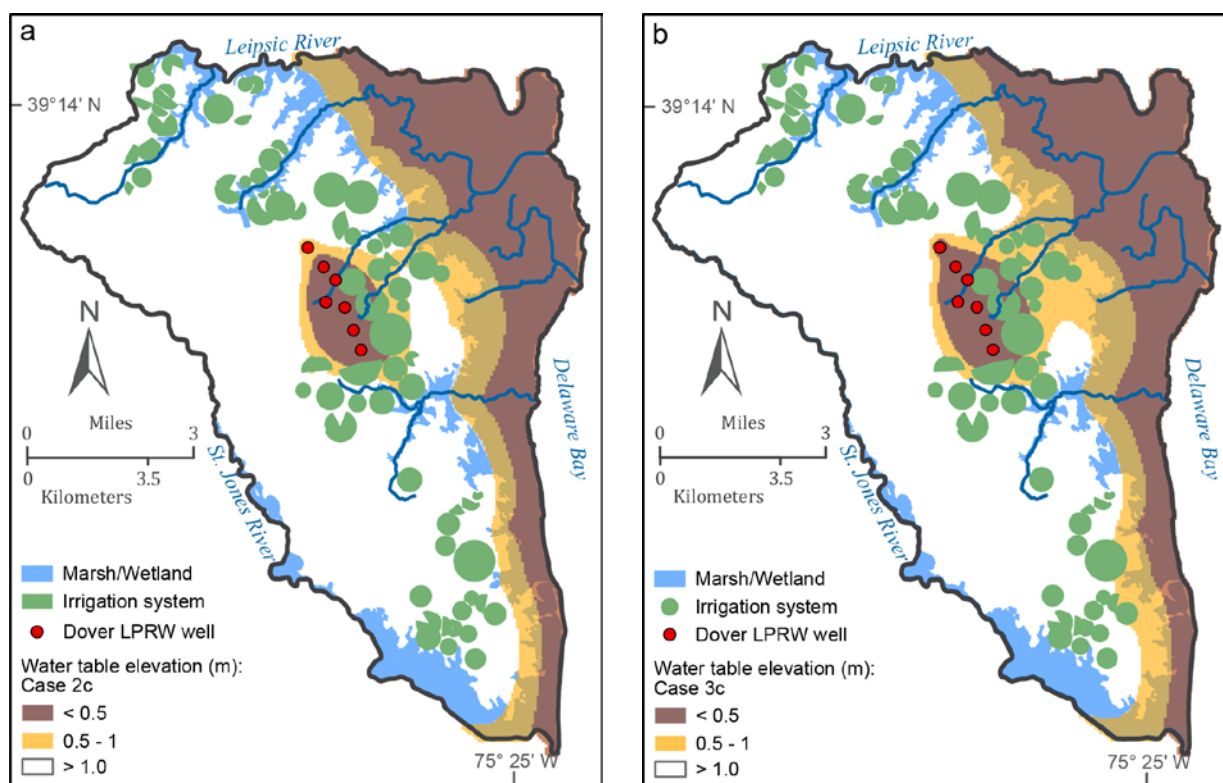 a
Leipsic River
39°14' N
N
Miles
0 3
0 3.5
Kilometers
St. Jones River
Delaware Bay
Marsh/Wetland
Irrigation system
Dover LPRW well
Water table elevation (m):
Case 2c
< 0.5
0.5 - 1
> 1.0
75° 25' W
b
Leipsic River
39°14' N
N
Miles
0 3
0 3.5
Kilometers
St. Jones River
Delaware Bay
Marsh/Wetland
Irrigation system
Dover LPRW well
Water table elevation (m):
Case 3c
< 0.5
0.5 - 1
> 1.0
75° 25' W